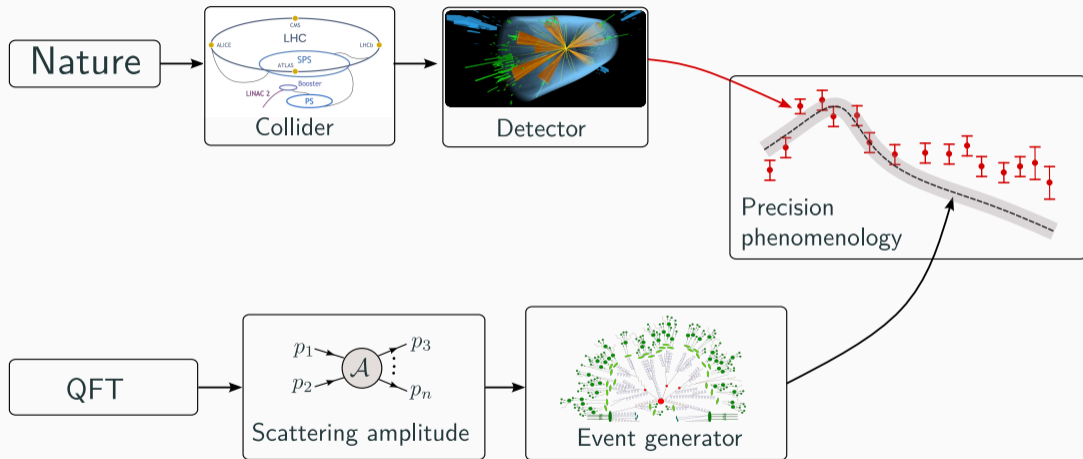 Nature
CMS
LHC
ALICE
LHCb
SPS
ATLAS
Booster
LINAC 2
PS
Collider
Detector
Precision
phenomenology
QFT
p1
p2
A
p3
pn
Scattering amplitude
Event generator